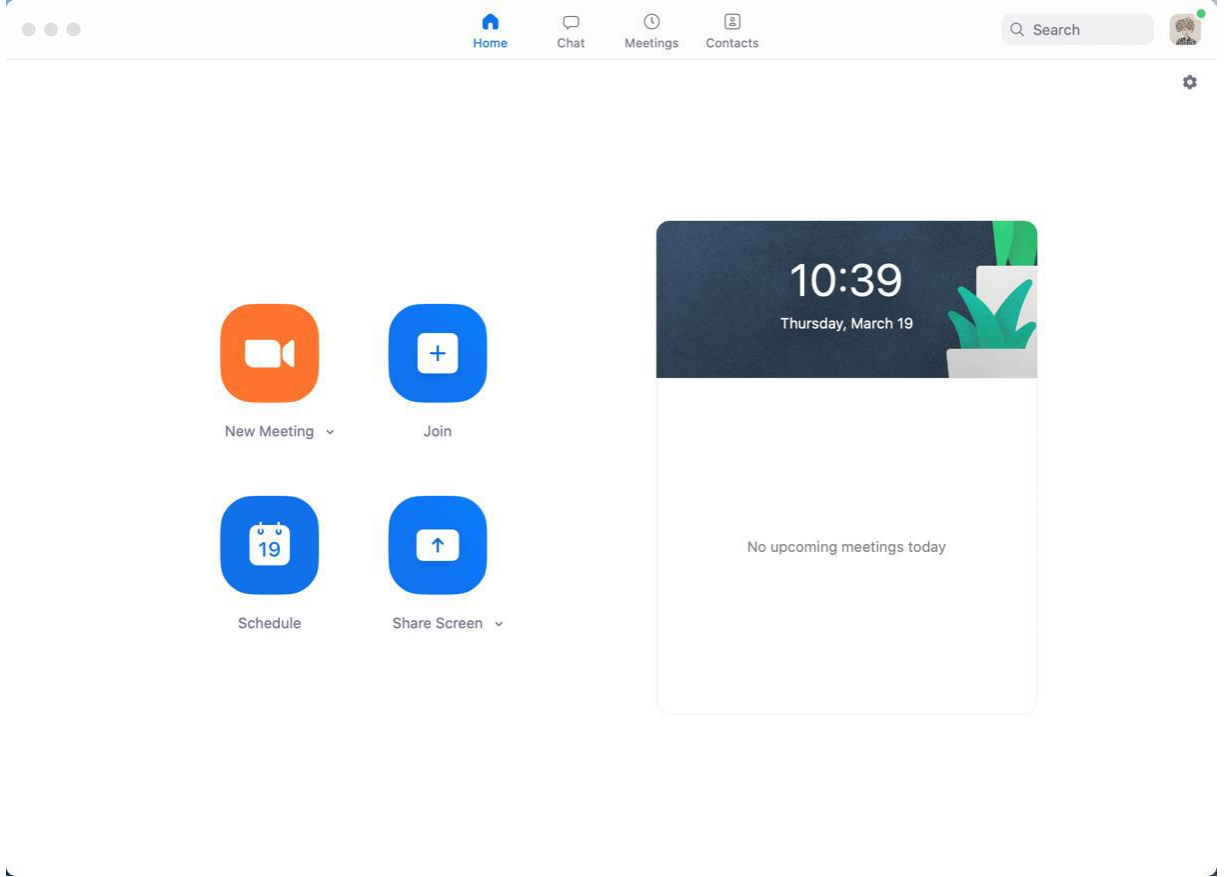 Home
Chat
Meetings
Contacts
Search
10:39
Thursday, March 19
New Meeting
Join
19
Schedule
Share Screen
No upcoming meetings today